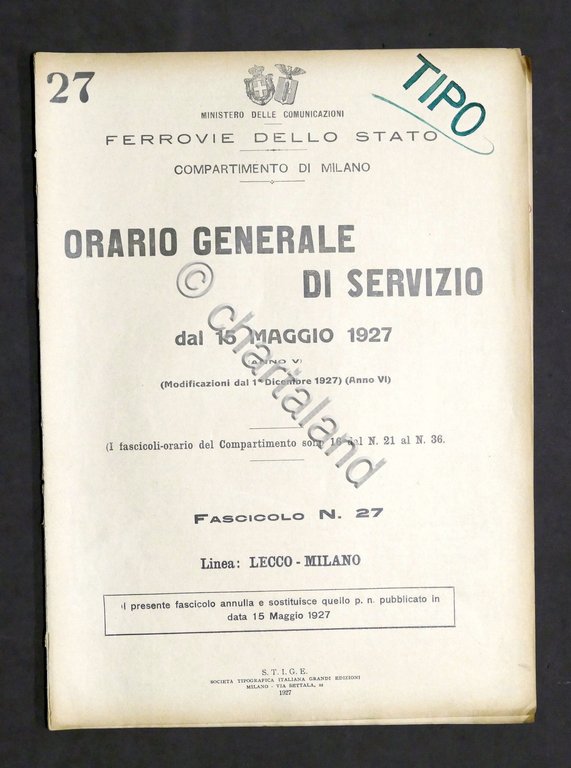 27
TIPO
MINISTERO DELLE COMUNICAZIONI
FERROVIE DELLO STATO
COMPARTIMENTO DI MILANO
ORARIO GENERALE
DI SERVIZIO
dal 15 MAGGIO 1927
(ANNO V)
(Modificazioni dal 1º Dicembre 1927) (Anno VI)
(I fascicoli-orario del Compartimento sono 16 dal N. 21 al N. 36.
FASCICOLO N. 27
Linea: LECCO - MILANO
l presente fascicolo annulla e sostituisce quello p. n. pubblicato in
data 15 Maggio 1927
S. T. I. G. E.
SOCIETÀ TIPOGRAFICA ITALIANA GRANDI EDIZIONI
MILANO - VIA SETTALA,
1927
© chartaland